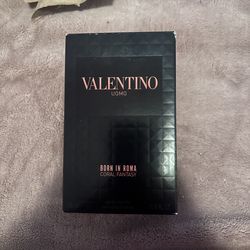 VALENTINO
UOMO
BORN IN ROMA
CORAL FANTASY